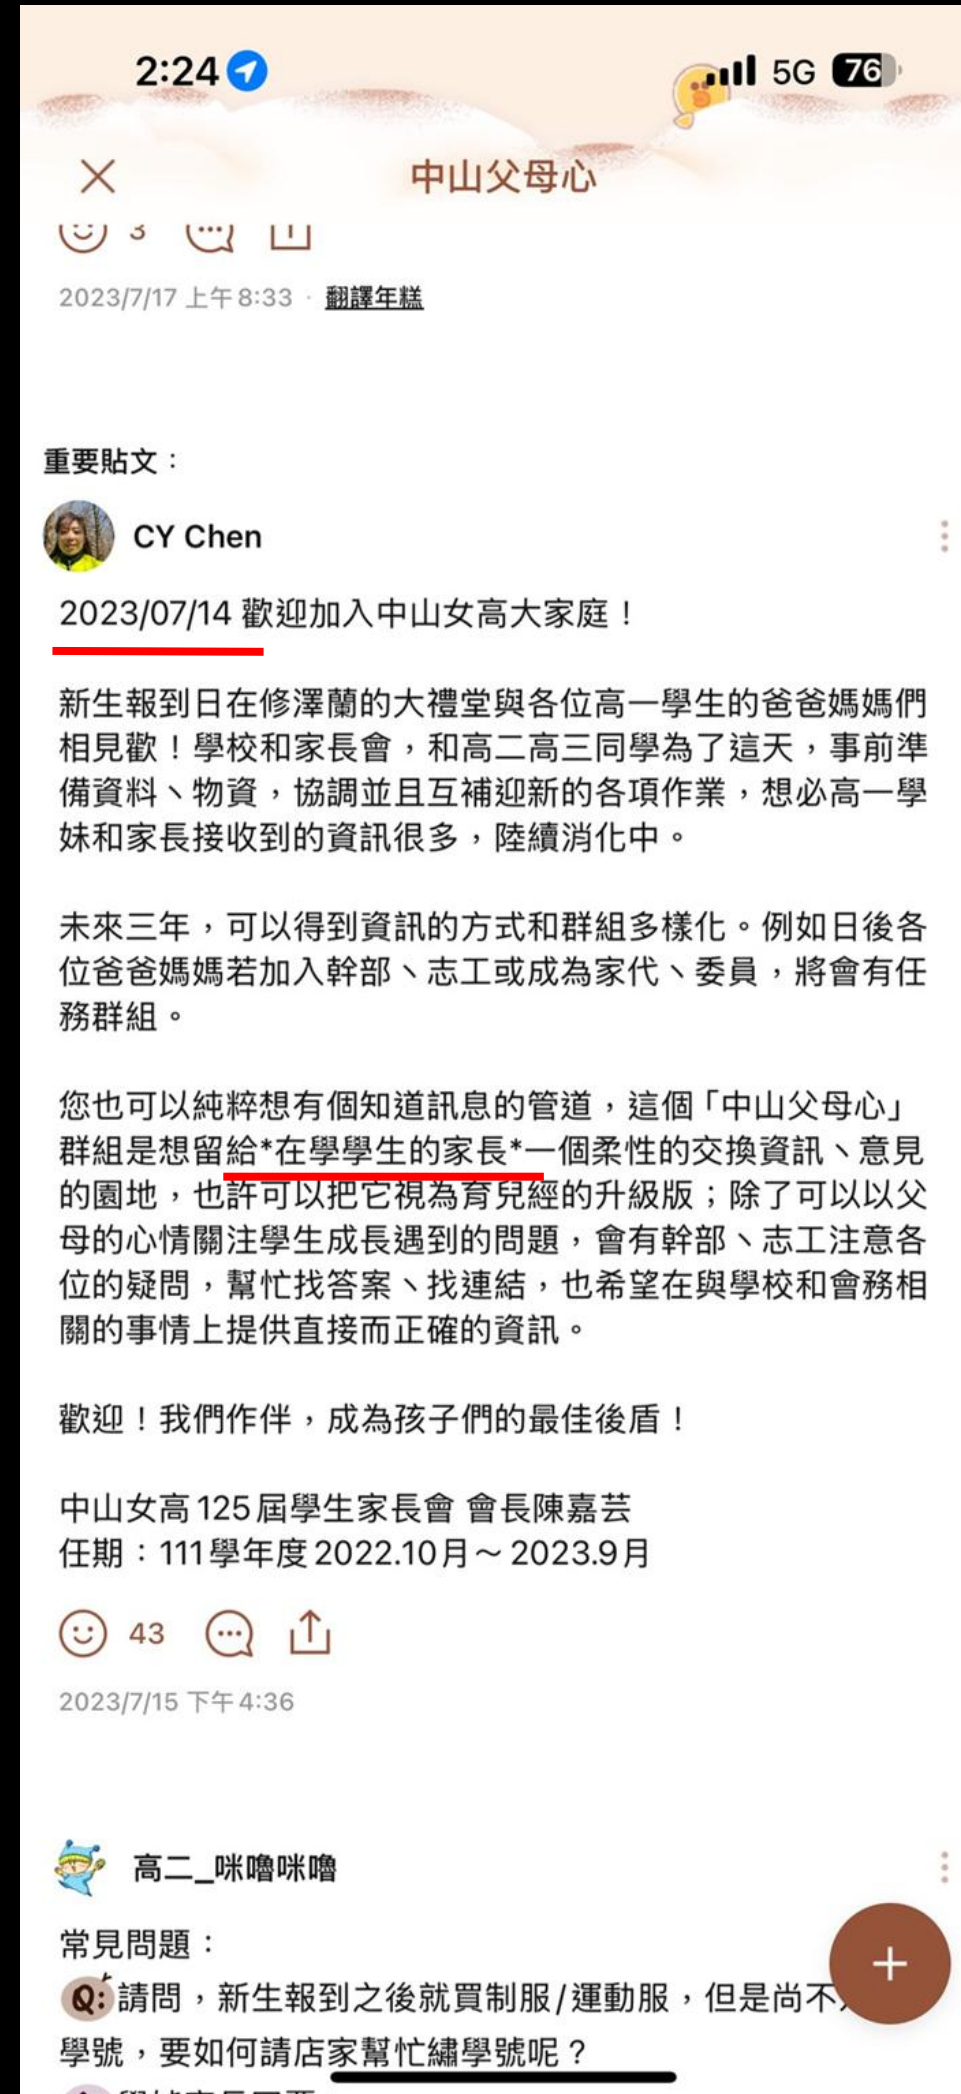 2:24
5G 76
中山父母心
3
2023/7/17 上午8:33 · 翻譯年糕
重要貼文：
CY Chen
2023/07/14 歡迎加入中山女高大家庭！
新生報到日在修澤蘭的大禮堂與各位高一學生的爸爸媽媽們
相見歡！學校和家長會，和高二高三同學為了這天，事前準
備資料、物資，協調並且互補迎新的各項作業，想必高一學
妹和家長接收到的資訊很多，陸續消化中。
未來三年，可以得到資訊的方式和群組多樣化。例如日後各
位爸爸媽媽若加入幹部、志工或成為家代、委員，將會有任
務群組。
您也可以純粹想有個知道訊息的管道，這個「中山父母心」
群組是想留給*在學學生的家長*一個柔性的交換資訊、意見
的園地，也許可以把它視為育兒經的升級版；除了可以以父
母的心情關注學生成長遇到的問題，會有幹部、志工注意各
位的疑問，幫忙找答案、找連結，也希望在與學校和會務相
關的事情上提供直接而正確的資訊。
歡迎！我們作伴，成為孩子們的最佳後盾！
中山女高125屆學生家長會 會長陳嘉芸
任期：111學年度2022.10月～2023.9月
43
2023/7/15 下午4:36
高二_咪嚕咪嚕
常見問題：
Q:請問，新生報到之後就買制服/運動服，但是尚不
學號，要如何請店家幫忙繡學號呢？